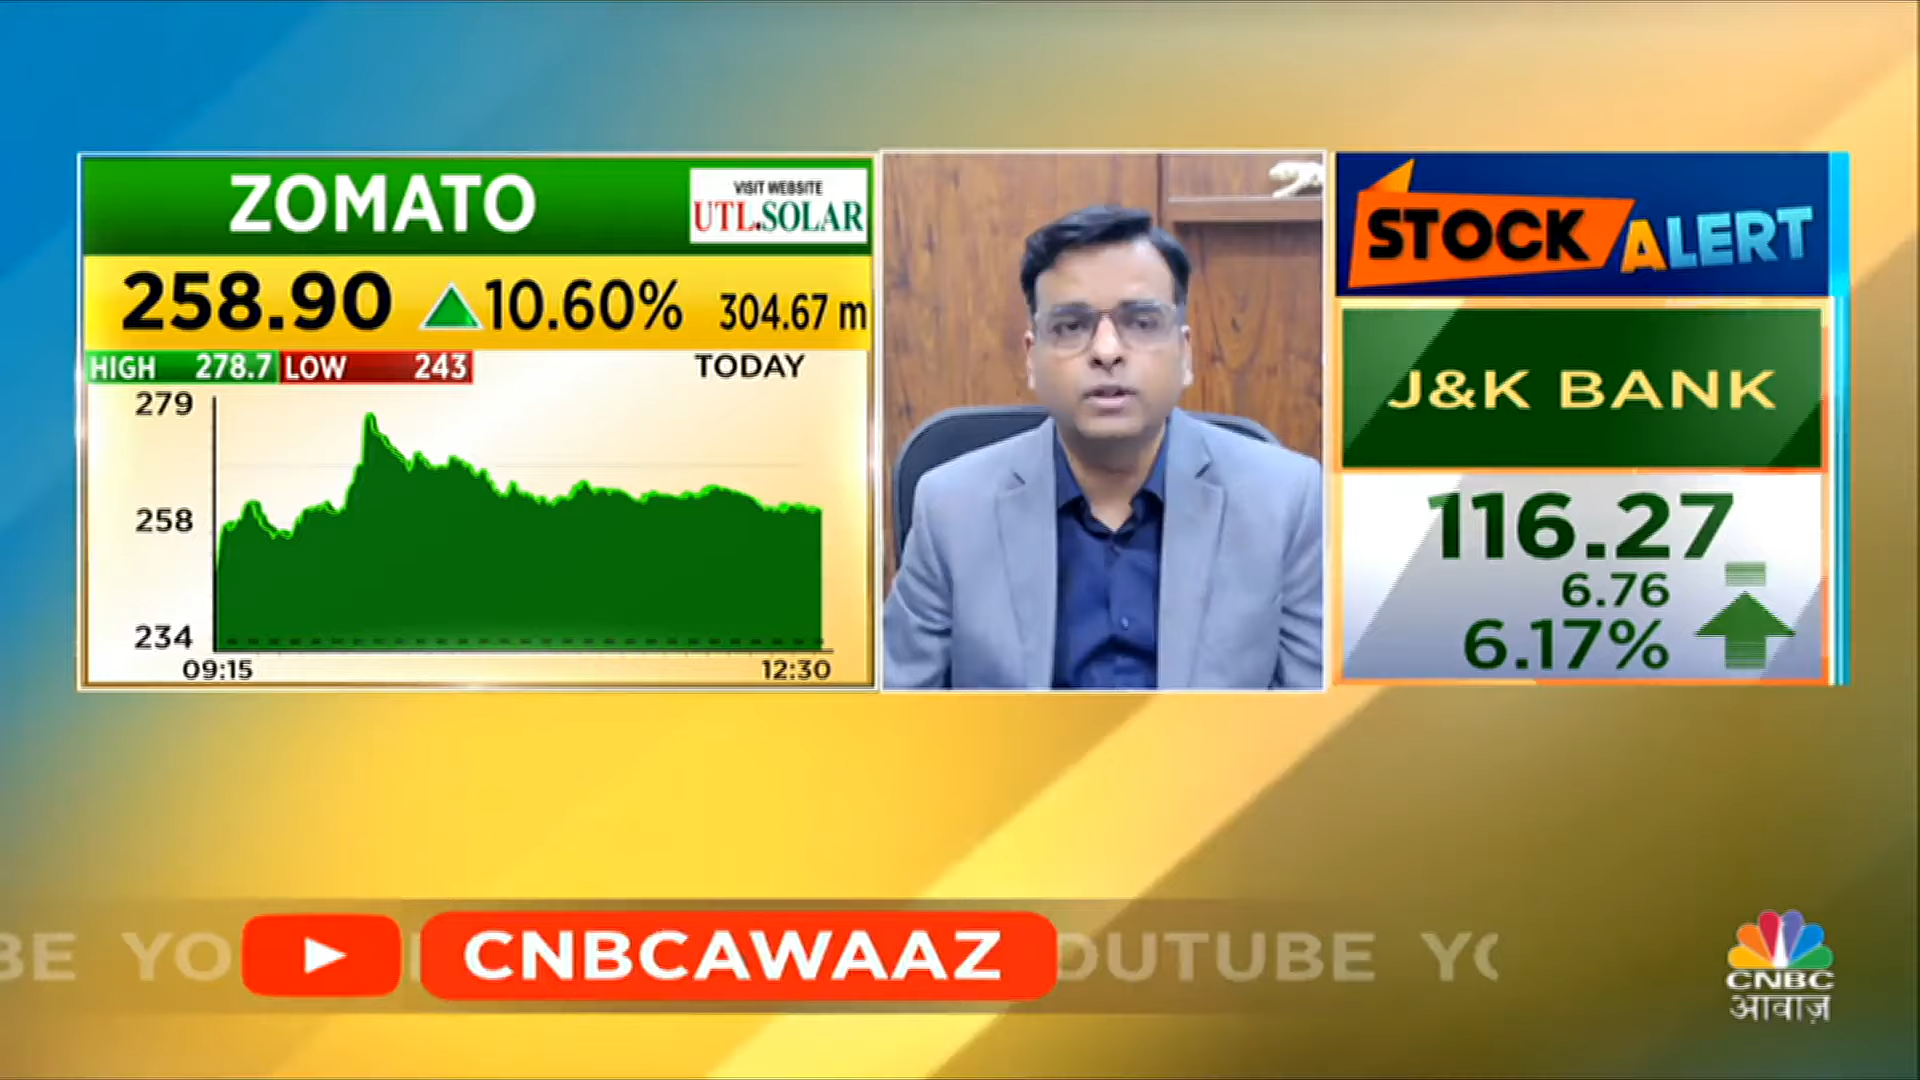 ZOMATO
VISIT WEBSITE
UTL.SOLAR
258.90 10.60% 304.67 m
HIGH 278.7 LOW 243 TODAY
279
258
234
09:15 12:30
STOCK ALERT
J&K BANK
116.27
6.76
6.17%
CNBCAWAAZ
CNBC
आवाज़